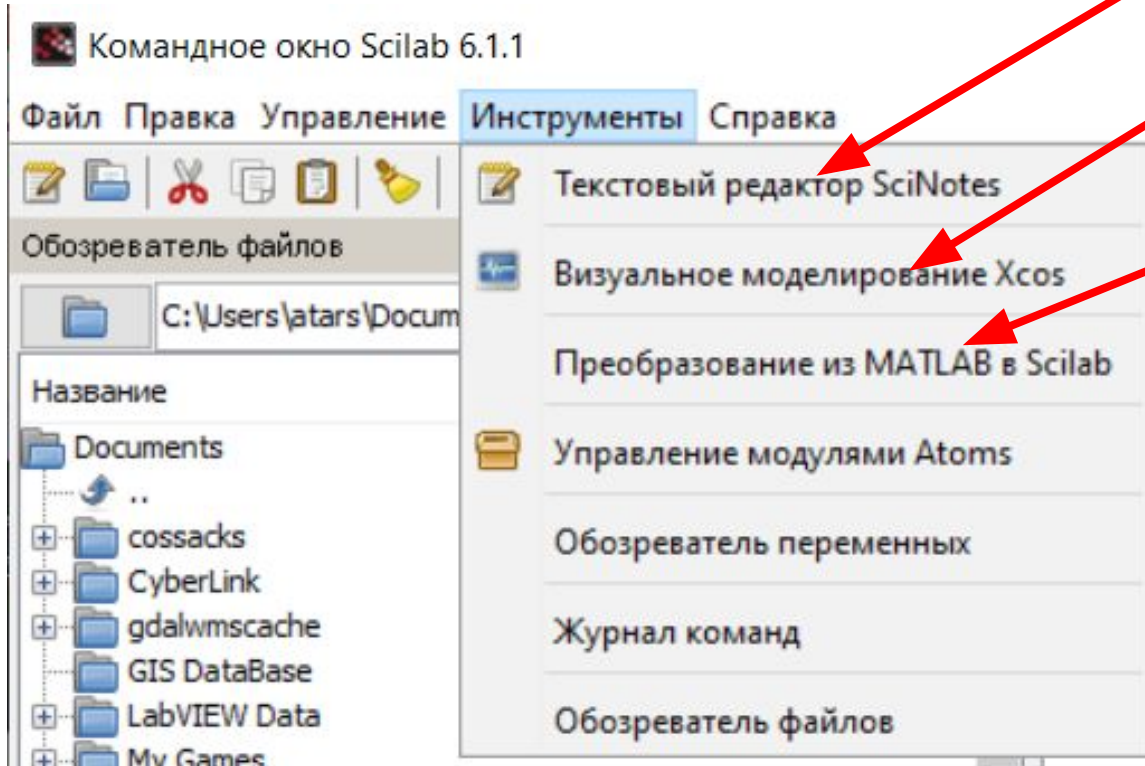 Командное окно Scilab 6.1.1
Файл Правка Управление Инструменты Справка
Текстовый редактор SciNotes
Обозреватель файлов
Визуальное моделирование Xcos
C:\Users\atars\Docum
Преобразование из MATLAB в Scilab
Название
Documents
Управление модулями Atoms
..
cossacks
Обозреватель переменных
CyberLink
gdalwmscache
Журнал команд
GIS DataBase
LabVIEW Data
Обозреватель файлов
My Games